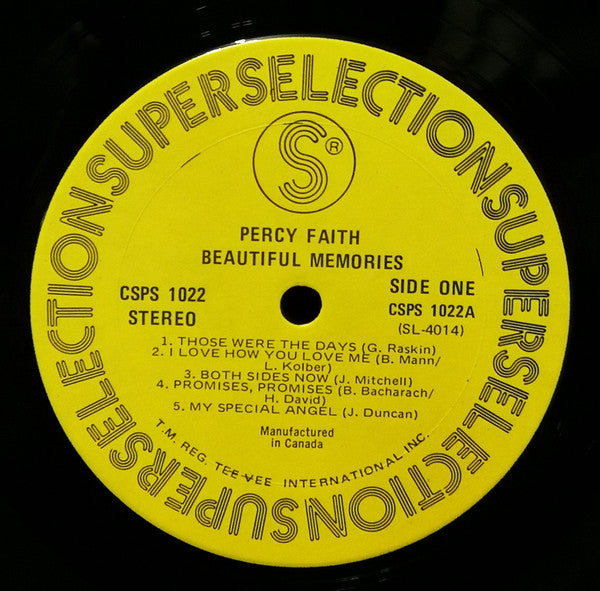 SUPERSELECTIONSUPERSELECTIONSUPERSELECTION
S®
PERCY FAITH
BEAUTIFUL MEMORIES
CSPS 1022
STEREO
SIDE ONE
CSPS 1022A
(SL-4014)
1. THOSE WERE THE DAYS (G. Raskin)
2. I LOVE HOW YOU LOVE ME (B. Mann/
L. Kolber)
3. BOTH SIDES NOW (J. Mitchell)
4. PROMISES, PROMISES (B. Bacharach/
H. David)
5. MY SPECIAL ANGEL (J. Duncan)
Manufactured
in Canada
T.M. REG. TEE VEE INTERNATIONAL INC.